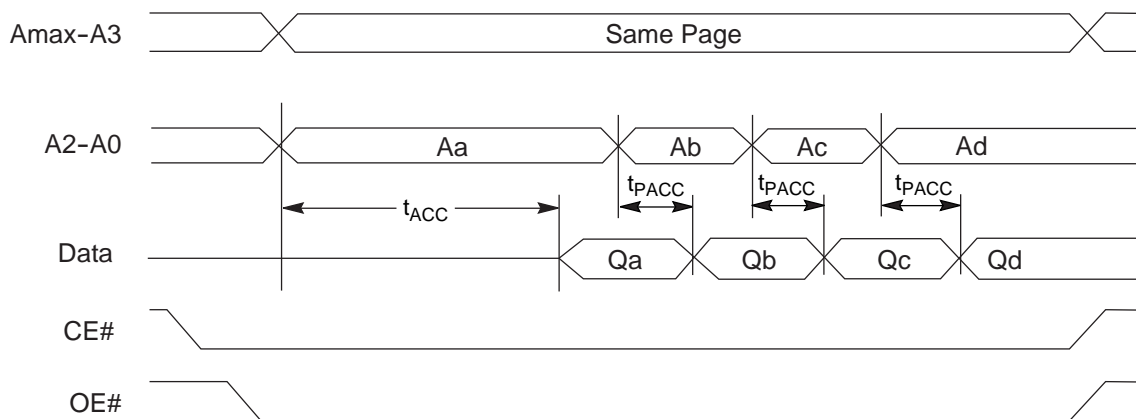 Amax-A3 Same Page
A2-A0 Aa Ab Ac Ad
tACC tPACC tPACC tPACC
Data Qa Qb Qc Qd
CE#
OE#